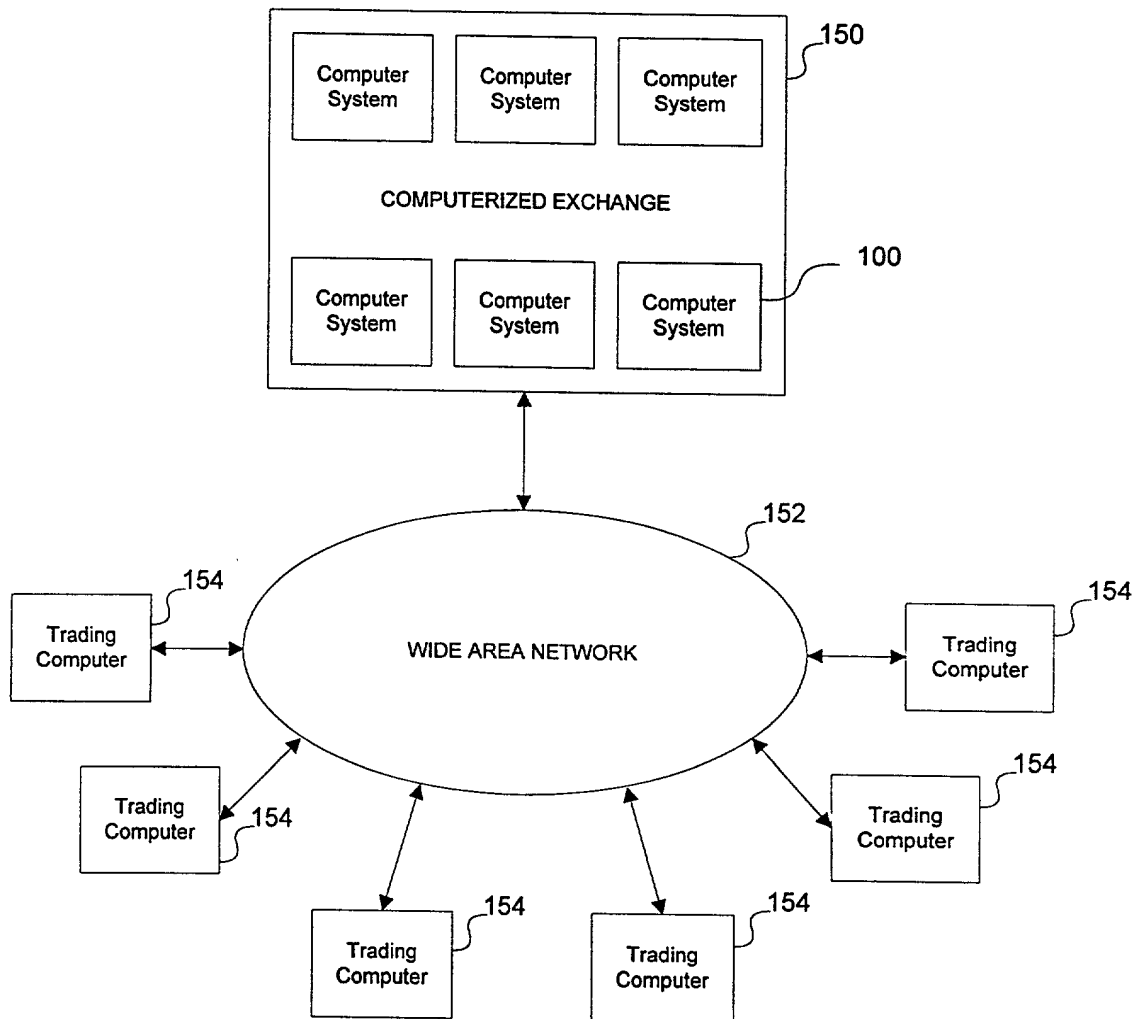 150
Computer
System
Computer
System
Computer
System
COMPUTERIZED EXCHANGE
100
Computer
System
Computer
System
Computer
System
152
154
Trading
Computer
WIDE AREA NETWORK
154
Trading
Computer
Trading
Computer
154
154
Trading
Computer
154
Trading
Computer
154
Trading
Computer